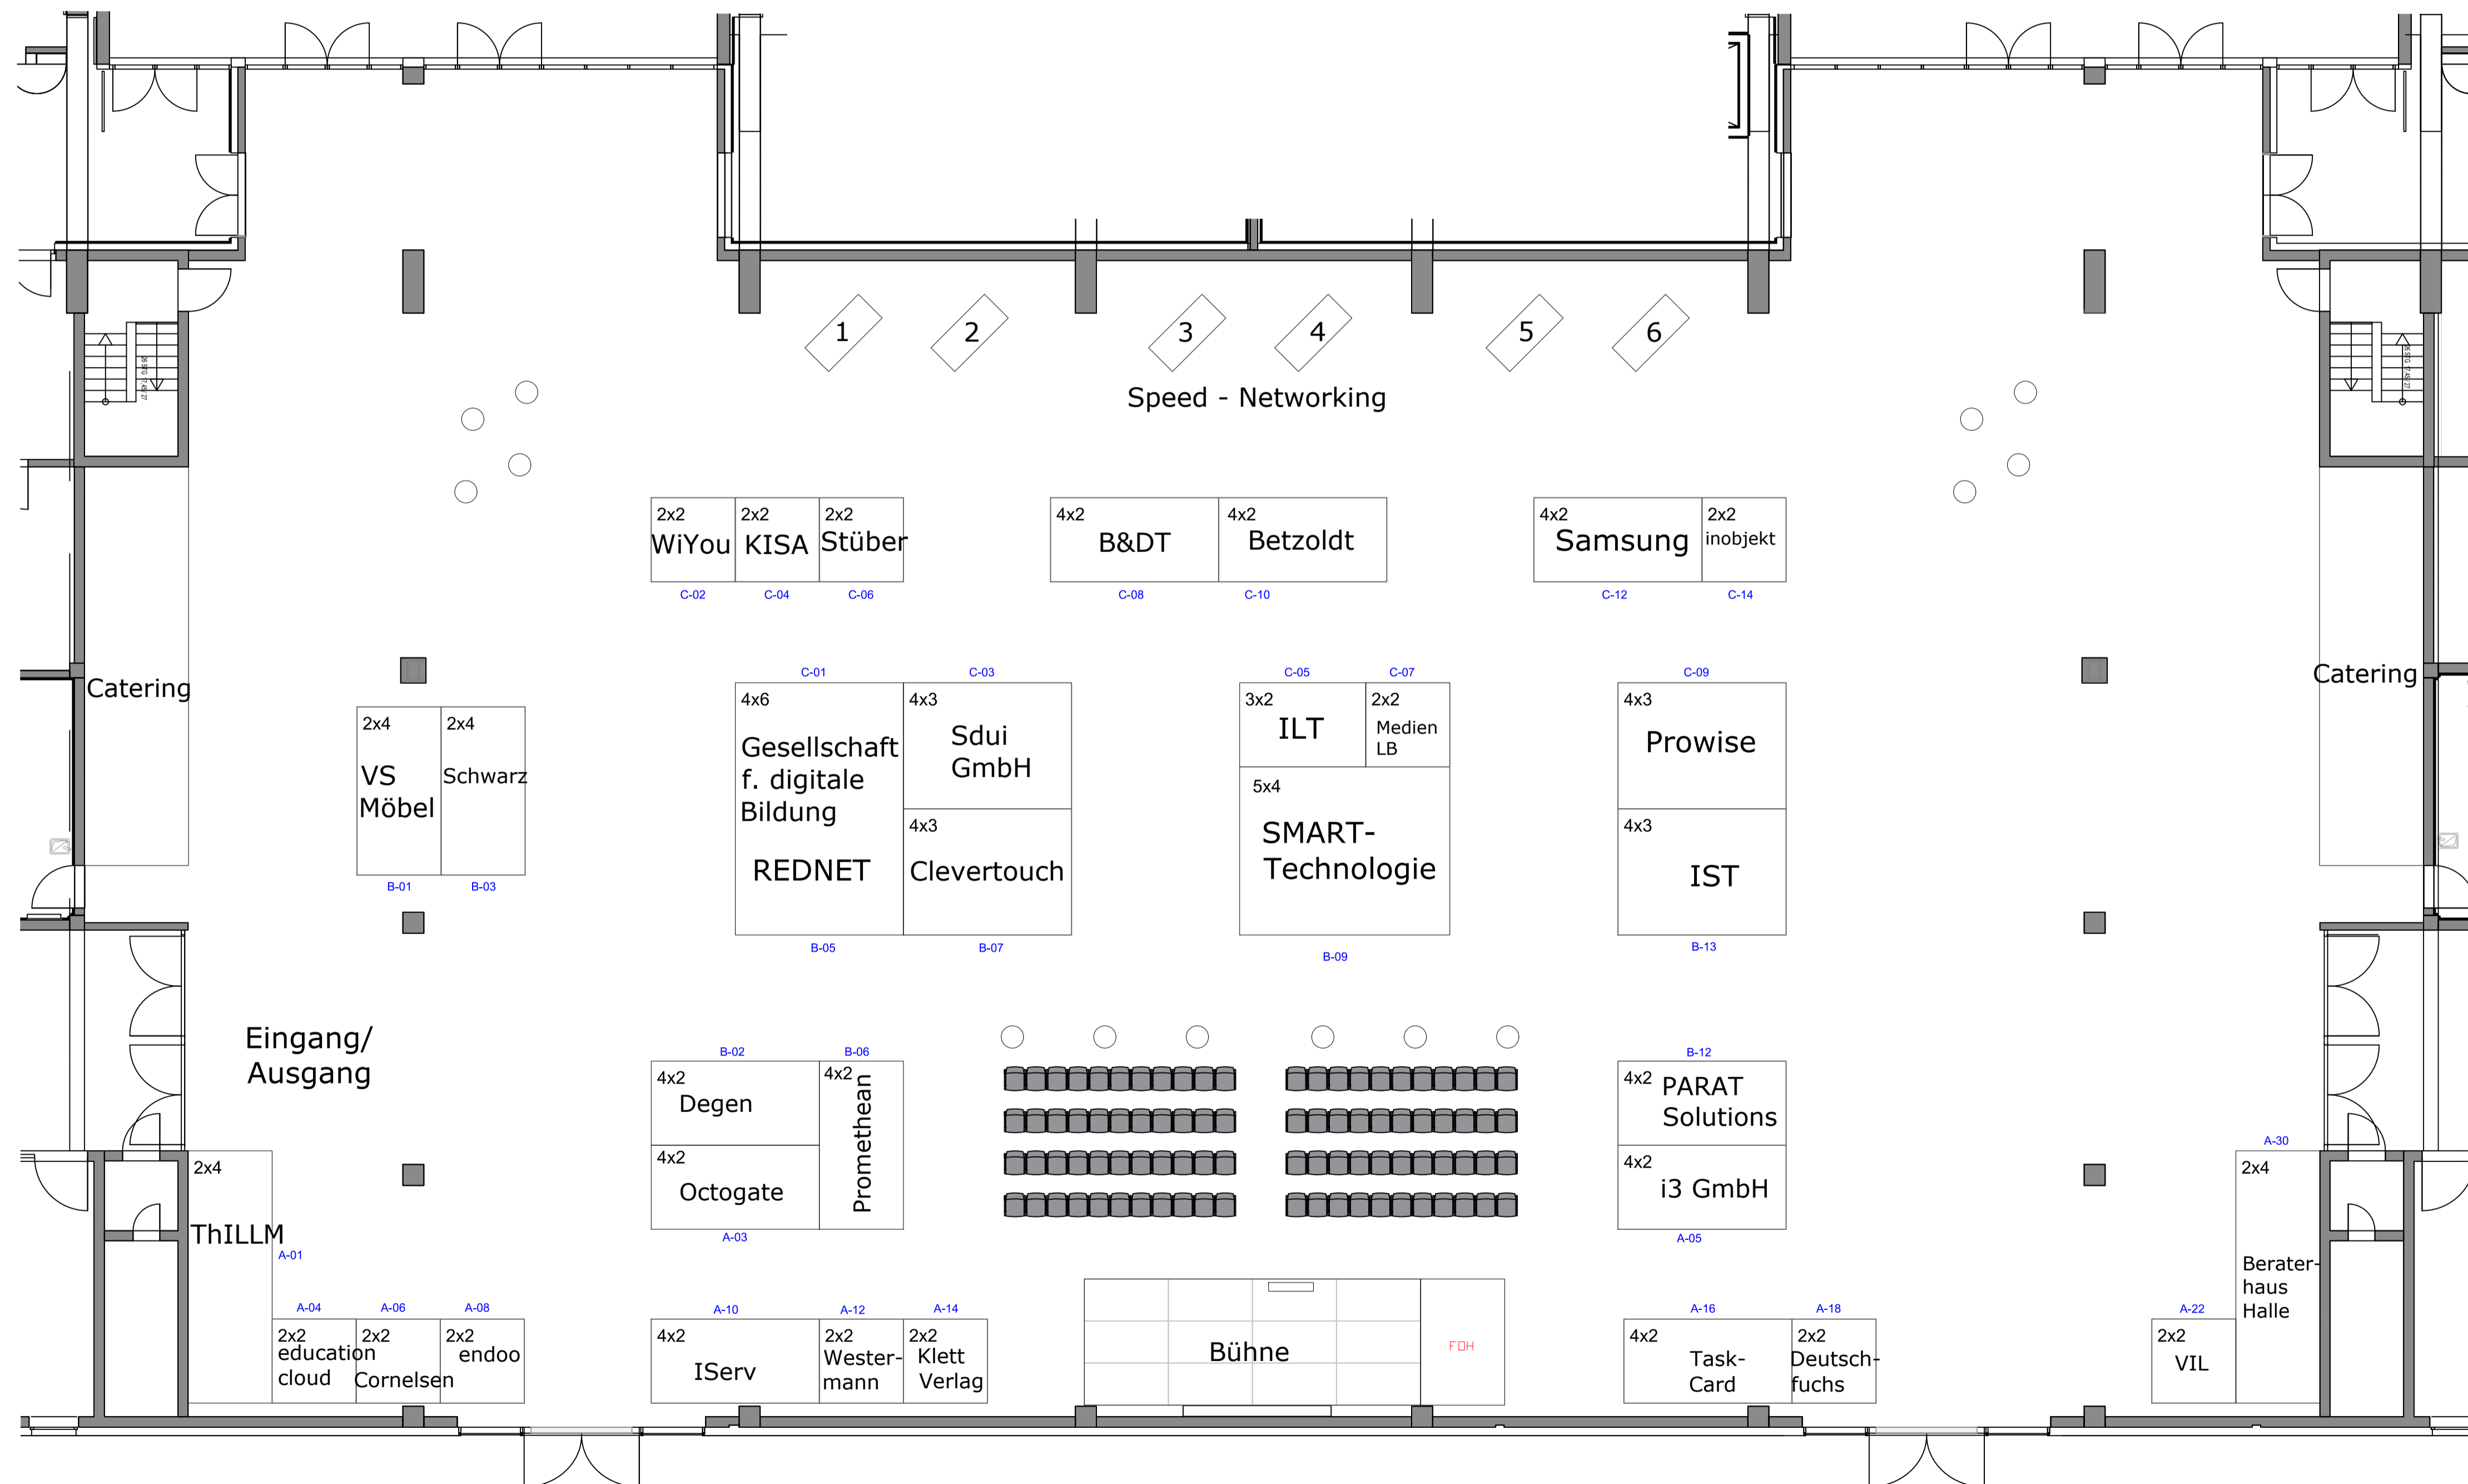 1
2
3
4
5
6
Speed - Networking
2x2
WiYou
C-02
2x2
KISA
C-04
2x2
Stüber
C-06
4x2
B&DT
C-08
4x2
Betzoldt
C-10
4x2
Samsung
C-12
2x2
inobjekt
C-14
Catering
Catering
2x4
VS
Möbel
B-01
2x4
Schwarz
B-03
C-01
4x6
Gesellschaft
f. digitale
Bildung
REDNET
B-05
C-03
4x3
Sdui
GmbH
4x3
Clevertouch
B-07
C-05
3x2
ILT
C-07
2x2
Medien
LB
5x4
SMART-
Technologie
B-09
C-09
4x3
Prowise
4x3
IST
B-13
Eingang/
Ausgang
B-02
4x2
Degen
4x2
Octogate
A-03
B-06
4x2
Promethean
B-12
4x2
PARAT
Solutions
4x2
i3 GmbH
A-05
2x4
ThILLM
A-01
A-04
2x2
education
cloud
A-06
2x2
Cornelsen
A-08
2x2
endoo
A-10
4x2
IServ
A-12
2x2
Wester-
mann
A-14
2x2
Klett
Verlag
Bühne
FOH
A-16
4x2
Task-
Card
A-18
2x2
Deutsch-
fuchs
A-22
2x2
VIL
A-30
2x4
Berater-
haus
Halle